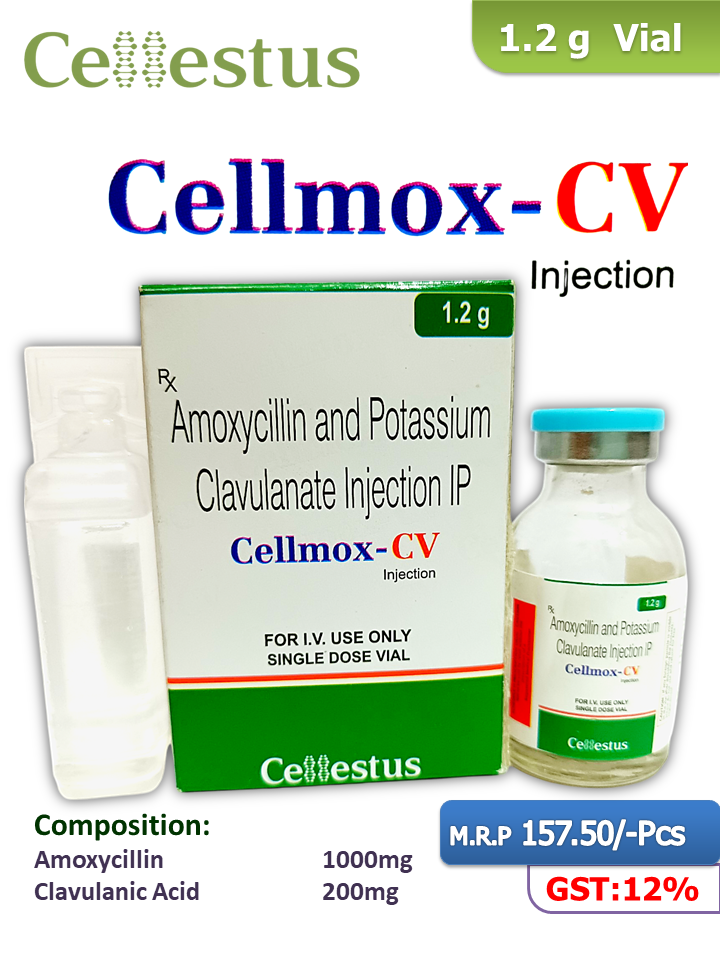 Cellestus
1.2 g Vial
Cellmox-CV
Injection
1.2 g
Rx
Amoxycillin and Potassium
Clavulanate Injection IP
Cellmox-CV
Injection
FOR I.V. USE ONLY
SINGLE DOSE VIAL
Cellestus
1.2 g
Rx
Amoxycillin and Potassium
Clavulanate Injection IP
Cellmox-CV
Injection
FOR I.V. USE ONLY
SINGLE DOSE VIAL
Cellestus
Composition:
Amoxycillin 1000mg
Clavulanic Acid 200mg
M.R.P 157.50/-Pcs
GST:12%